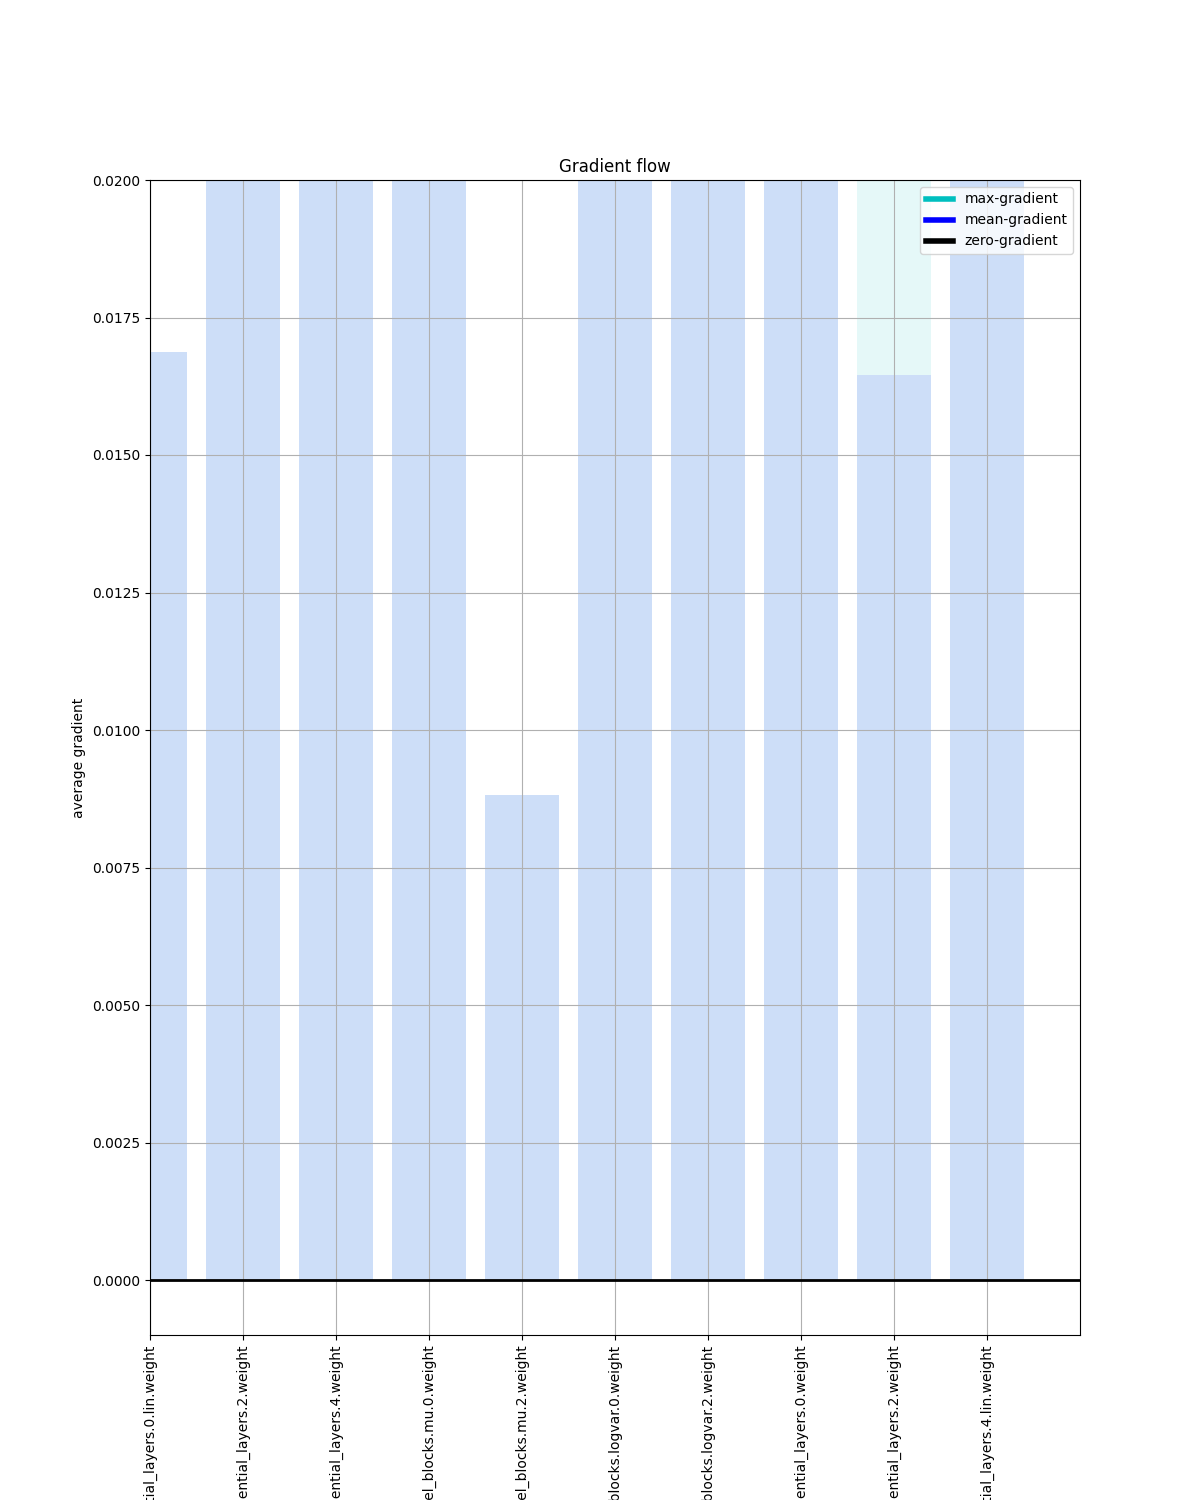 Gradient flow
max-gradient
mean-gradient
zero-gradient
0.0200
0.0175
0.0150
0.0125
0.0100
0.0075
0.0050
0.0025
0.0000
average gradient
tial_layers.0.lin.weight
ential_layers.2.weight
ential_layers.4.weight
el_blocks.mu.0.weight
el_blocks.mu.2.weight
blocks.logvar.0.weight
blocks.logvar.2.weight
ential_layers.0.weight
ential_layers.2.weight
tial_layers.4.lin.weight